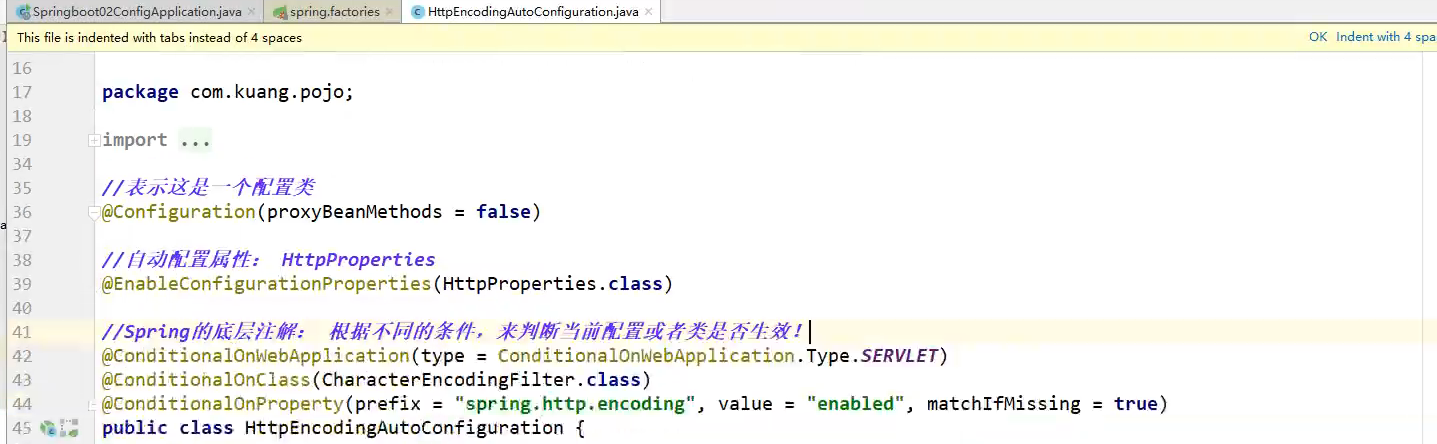 Springboot02ConfigApplication.java spring.factories HttpEncodingAutoConfiguration.java
This file is indented with tabs instead of 4 spaces OK Indent with 4 spa
16
17 package com.kuang.pojo;
18
19 import ...
34
35 //表示这是一个配置类
36 @Configuration(proxyBeanMethods = false)
37
38 //自动配置属性： HttpProperties
39 @EnableConfigurationProperties(HttpProperties.class)
40
41 //Spring的底层注解： 根据不同的条件，来判断当前配置或者类是否生效！
42 @ConditionalOnWebApplication(type = ConditionalOnWebApplication.Type.SERVLET)
43 @ConditionalOnClass(CharacterEncodingFilter.class)
44 @ConditionalOnProperty(prefix = "spring.http.encoding", value = "enabled", matchIfMissing = true)
45 public class HttpEncodingAutoConfiguration {